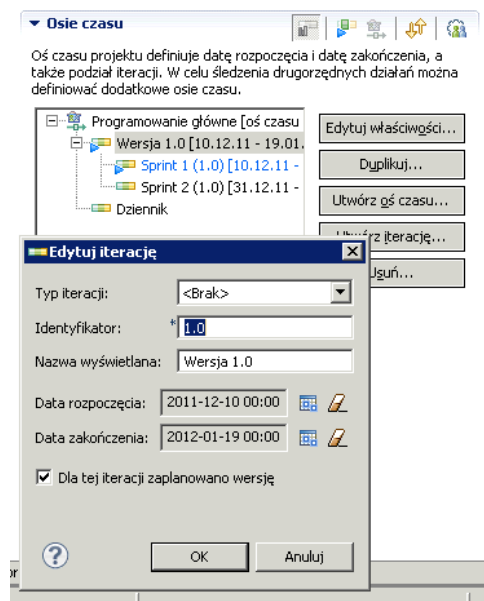 Osie czasu
Oś czasu projektu definiuje datę rozpoczęcia i datę zakończenia, a
także podział iteracji. W celu śledzenia drugorzędnych działań można
definiować dodatkowe osie czasu.
Programowanie główne [oś czasu
Wersja 1.0 [10.12.11 - 19.01.
Sprint 1 (1.0) [10.12.11 -
Sprint 2 (1.0) [31.12.11 -
Dziennik
Edytuj właściwości...
Duplikuj...
Utwórz oś czasu...
Utwórz iterację...
Usuń...
Edytuj iterację
Typ iteracji: <Brak>
Identyfikator: * 1.0
Nazwa wyświetlana: Wersja 1.0
Data rozpoczęcia: 2011-12-10 00:00
Data zakończenia: 2012-01-19 00:00
Dla tej iteracji zaplanowano wersję
OK Anuluj
or